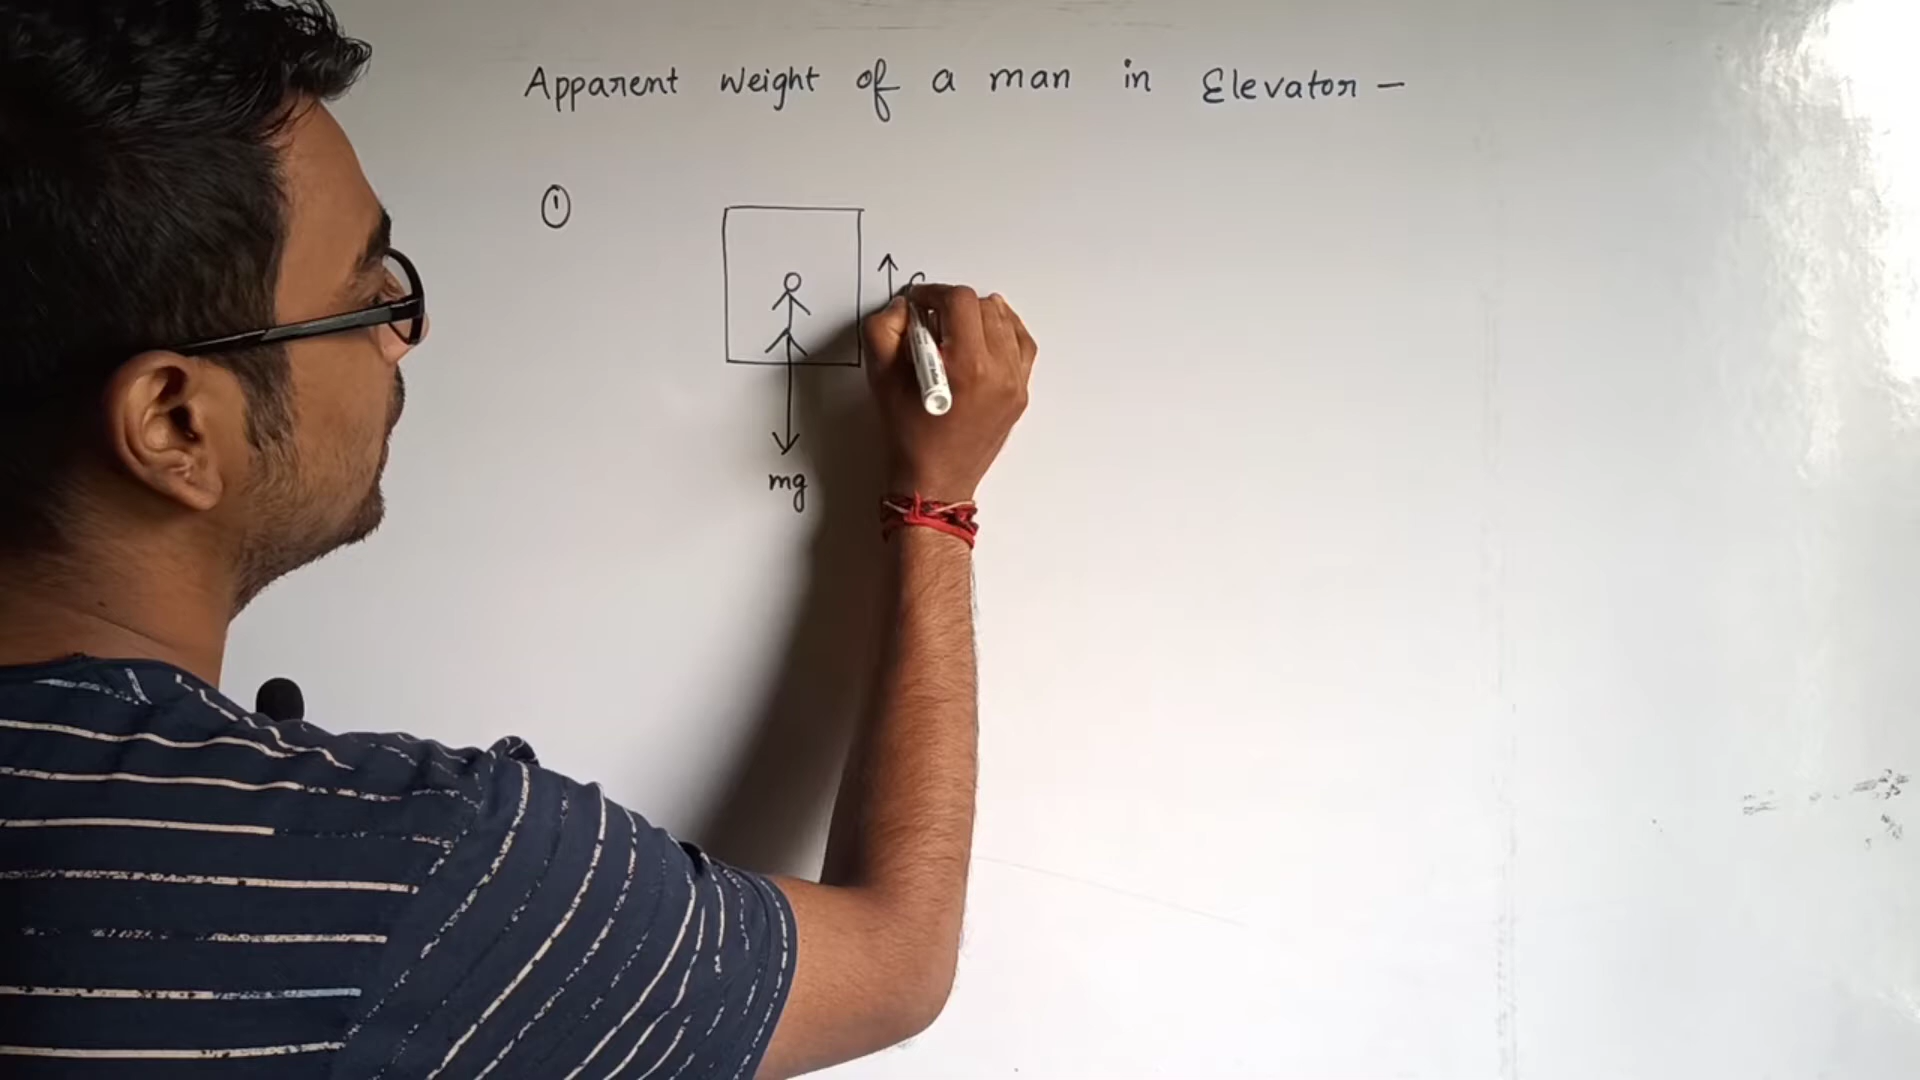 Apparent weight of a man in Elevator –
①
mg